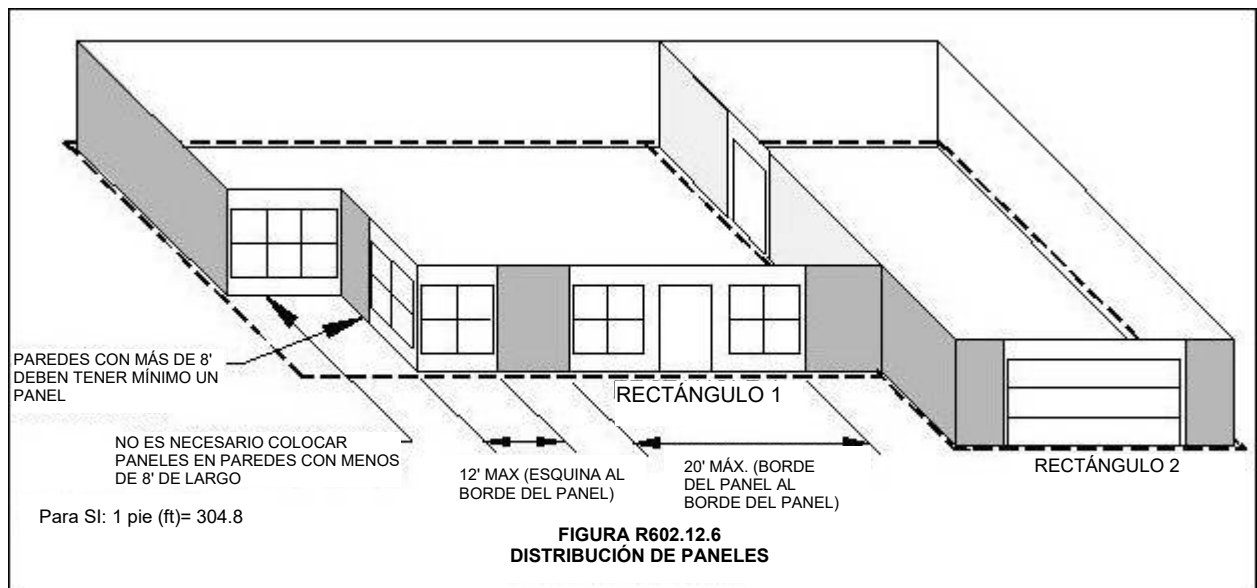 PAREDES CON MÁS DE 8'
DEBEN TENER MÍNIMO UN
PANEL
NO ES NECESARIO COLOCAR
PANELES EN PAREDES CON MENOS
DE 8' DE LARGO
RECTÁNGULO 1
12' MAX (ESQUINA AL
BORDE DEL PANEL)
20' MÁX. (BORDE
DEL PANEL AL
BORDE DEL PANEL)
RECTÁNGULO 2
Para SI: 1 pie (ft)= 304.8
FIGURA R602.12.6
DISTRIBUCIÓN DE PANELES